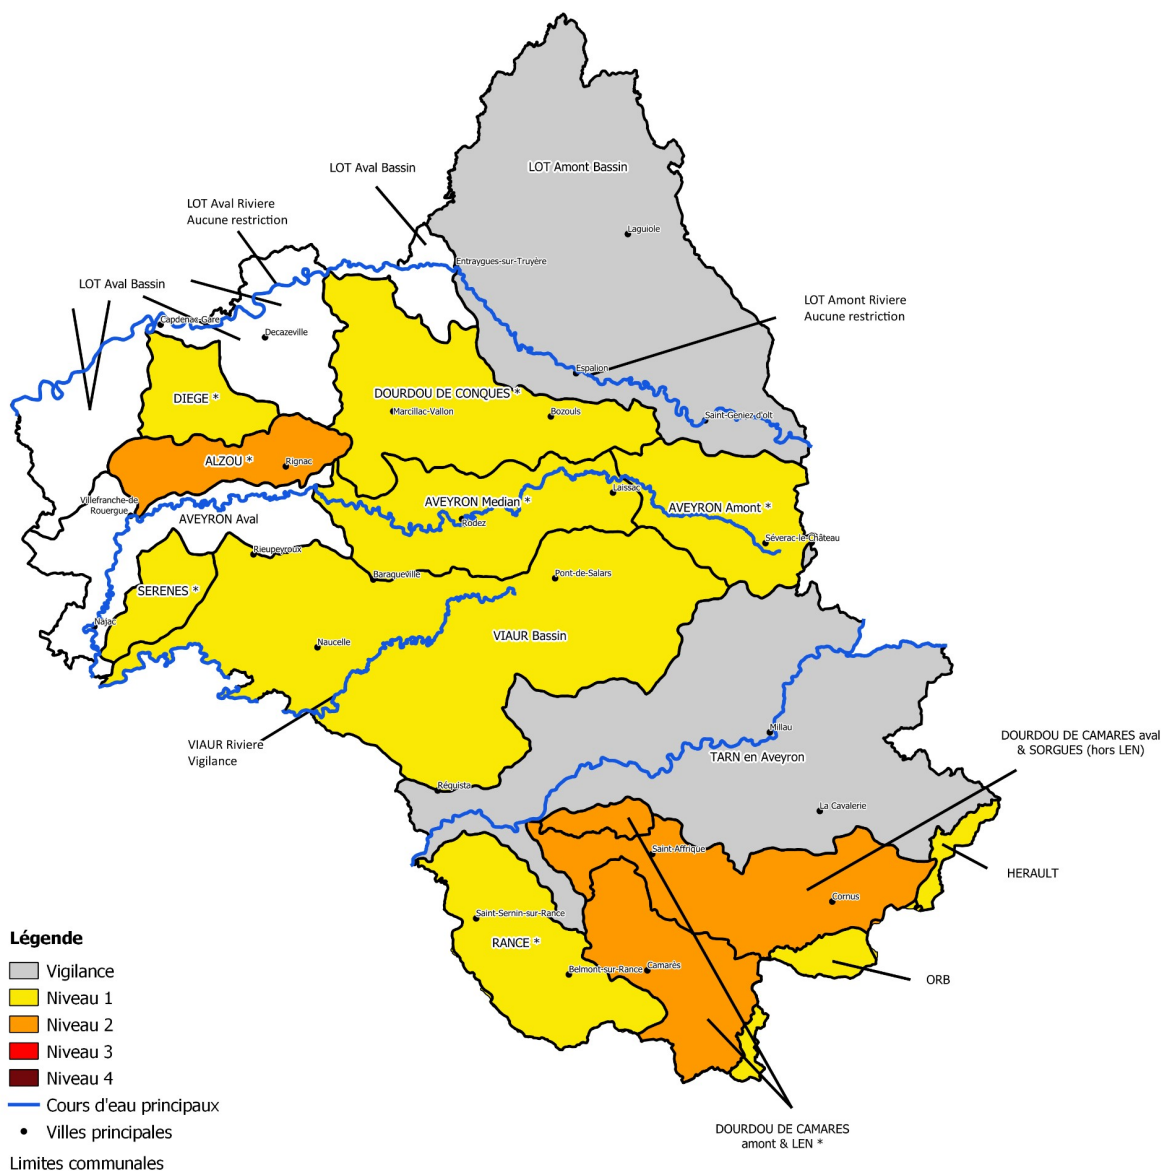 LOT Amont Bassin
LOT Aval Bassin
LOT Aval Riviere
Aucune restriction
Laguiole
Entraygues-sur-Truyère
LOT Aval Bassin
LOT Amont Riviere
Aucune restriction
Capdenac-Gare
Decazeville
Espalion
DIEGE *
DOURDOU DE CONQUES *
Marcillac-Vallon
Bozouls
Saint-Geniez d'olt
ALZOU *
Rignac
Villefranche-de
Rouergue
AVEYRON Aval
AVEYRON Median *
Rodez
Laissac
AVEYRON Amont *
Séverac-le-Château
Rieupeyroux
Baraqueville
Pont-de-Salars
SERENES *
Najac
Naucelle
VIAUR Bassin
VIAUR Riviere
Vigilance
Millau
TARN en Aveyron
DOURDOU DE CAMARES aval
& SORGUES (hors LEN)
Réquista
La Cavalerie
Saint-Affrique
HERAULT
Cornus
Saint-Sernin-sur-Rance
RANCE *
Belmont-sur-Rance
Camarés
ORB
DOURDOU DE CAMARES
amont & LEN *
Légende
Vigilance
Niveau 1
Niveau 2
Niveau 3
Niveau 4
Cours d'eau principaux
Villes principales
Limites communales